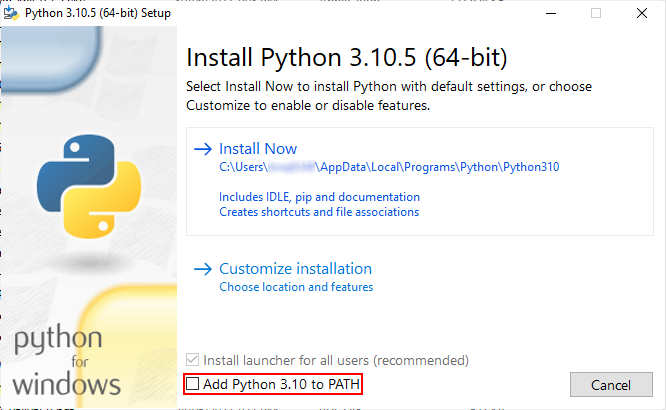 Python 3.10.5 (64-bit) Setup
Install Python 3.10.5 (64-bit)
Select Install Now to install Python with default settings, or choose
Customize to enable or disable features.
Install Now
C:\Users\ \AppData\Local\Programs\Python\Python310
Includes IDLE, pip and documentation
Creates shortcuts and file associations
Customize installation
Choose location and features
python
for
windows
Install launcher for all users (recommended)
Add Python 3.10 to PATH
Cancel